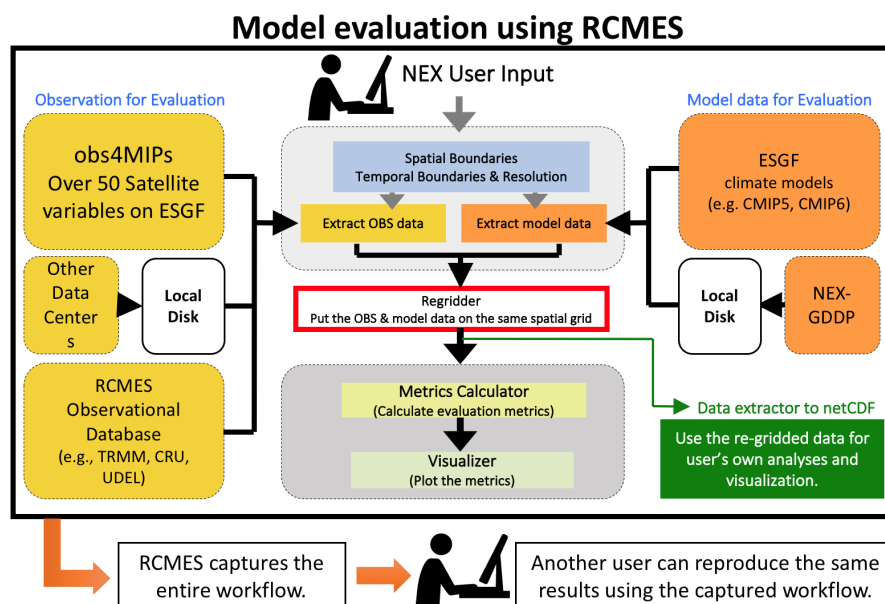 Model evaluation using RCMES
NEX User Input
Observation for Evaluation
obs4MIPs
Over 50 Satellite
variables on ESGF
Other
Data
Center
s
Local
Disk
RCMES
Observational
Database
(e.g., TRMM, CRU,
UDEL)
Spatial Boundaries
Temporal Boundaries & Resolution
Extract OBS data
Extract model data
Regridder
Put the OBS & model data on the same spatial grid
Metrics Calculator
(Calculate evaluation metrics)
Visualizer
(Plot the metrics)
Model data for Evaluation
ESGF
climate models
(e.g. CMIP5, CMIP6)
Local
Disk
NEX-
GDDP
Data extractor to netCDF
Use the re-gridded data for
user's own analyses and
visualization.
RCMES captures the
entire workflow.
Another user can reproduce the same
results using the captured workflow.